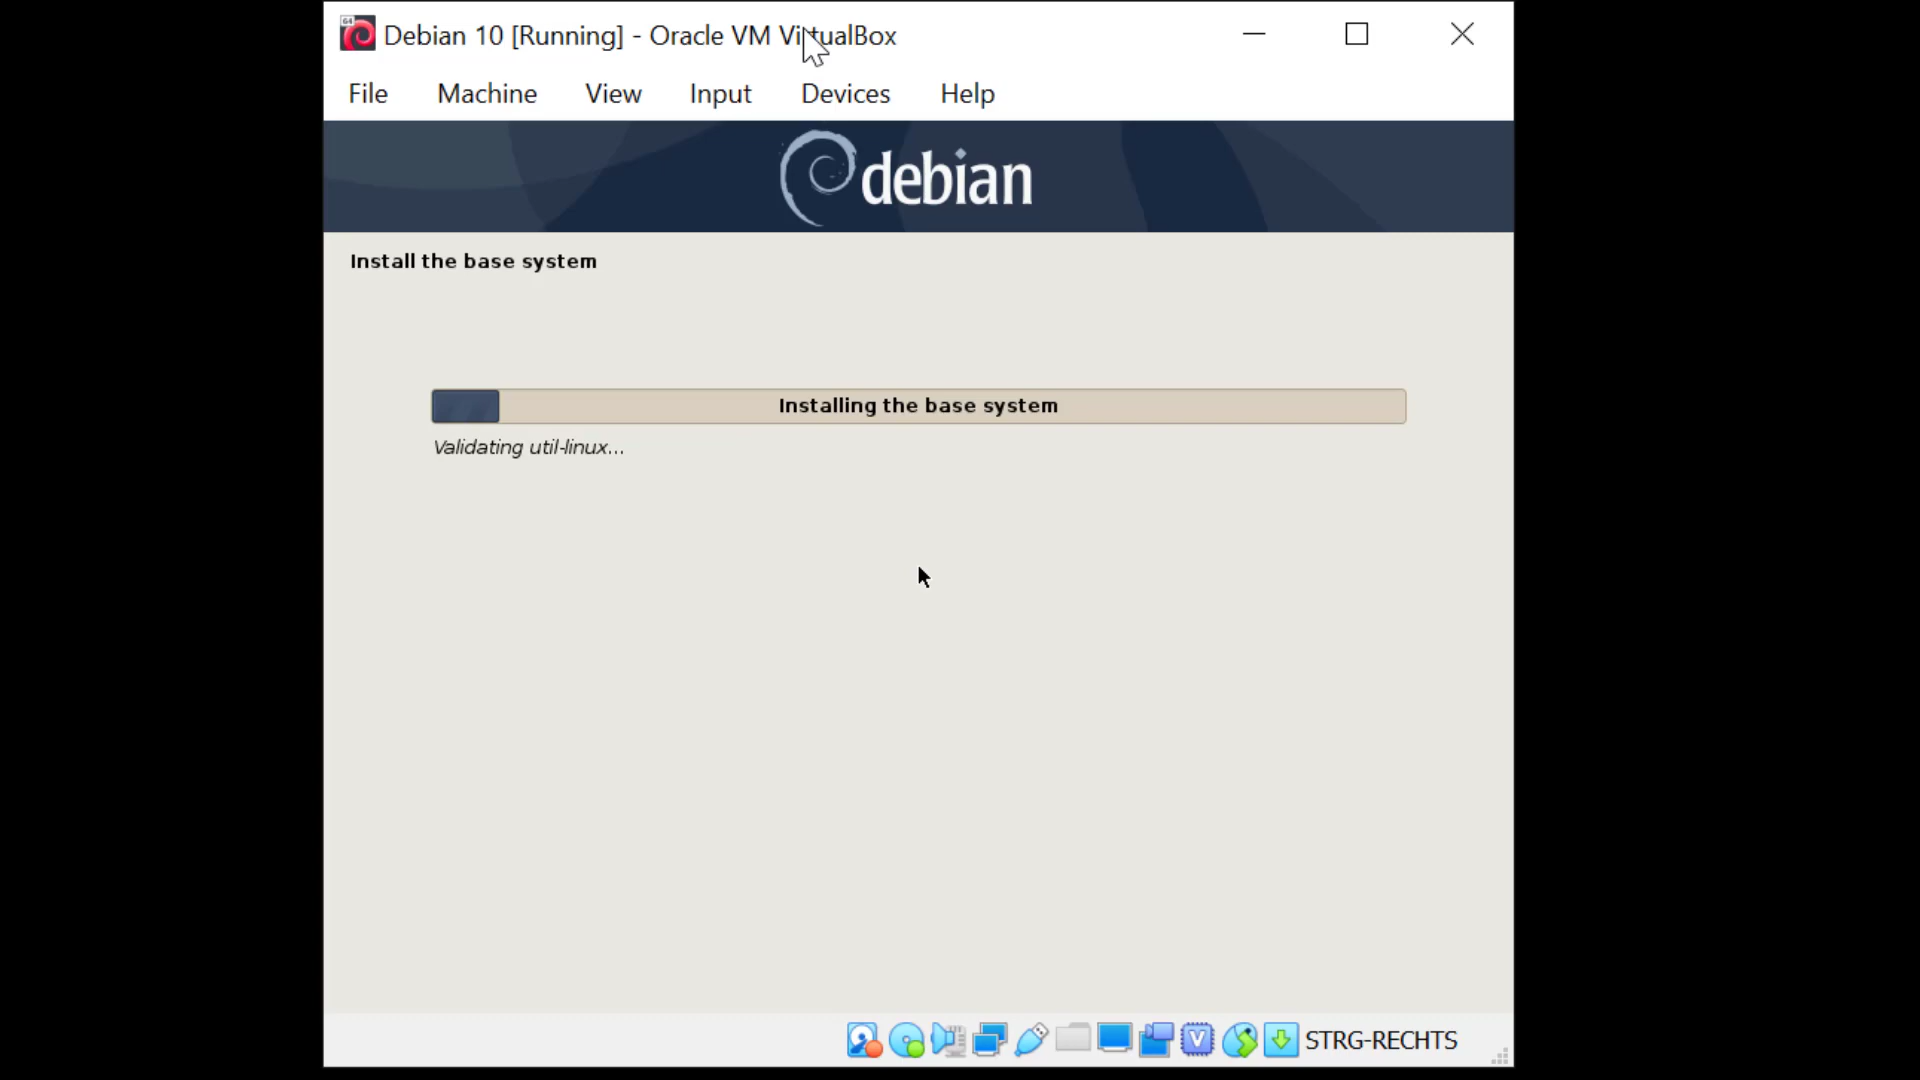 Debian 10 [Running] - Oracle VM VirtualBox
File Machine View Input Devices Help
debian
Install the base system
Installing the base system
Validating util-linux...
STRG-RECHTS